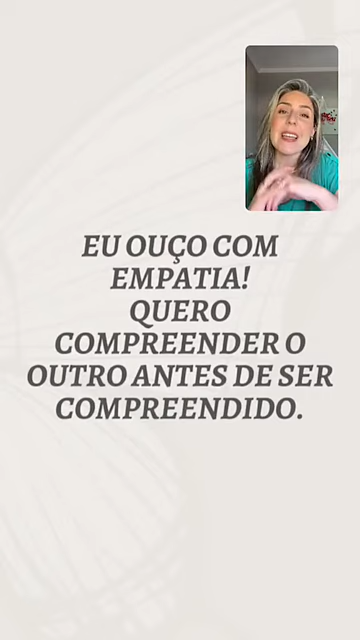 EU OUÇO COM
EMPATIA!
QUERO
COMPREENDER O
OUTRO ANTES DE SER
COMPREENDIDO.